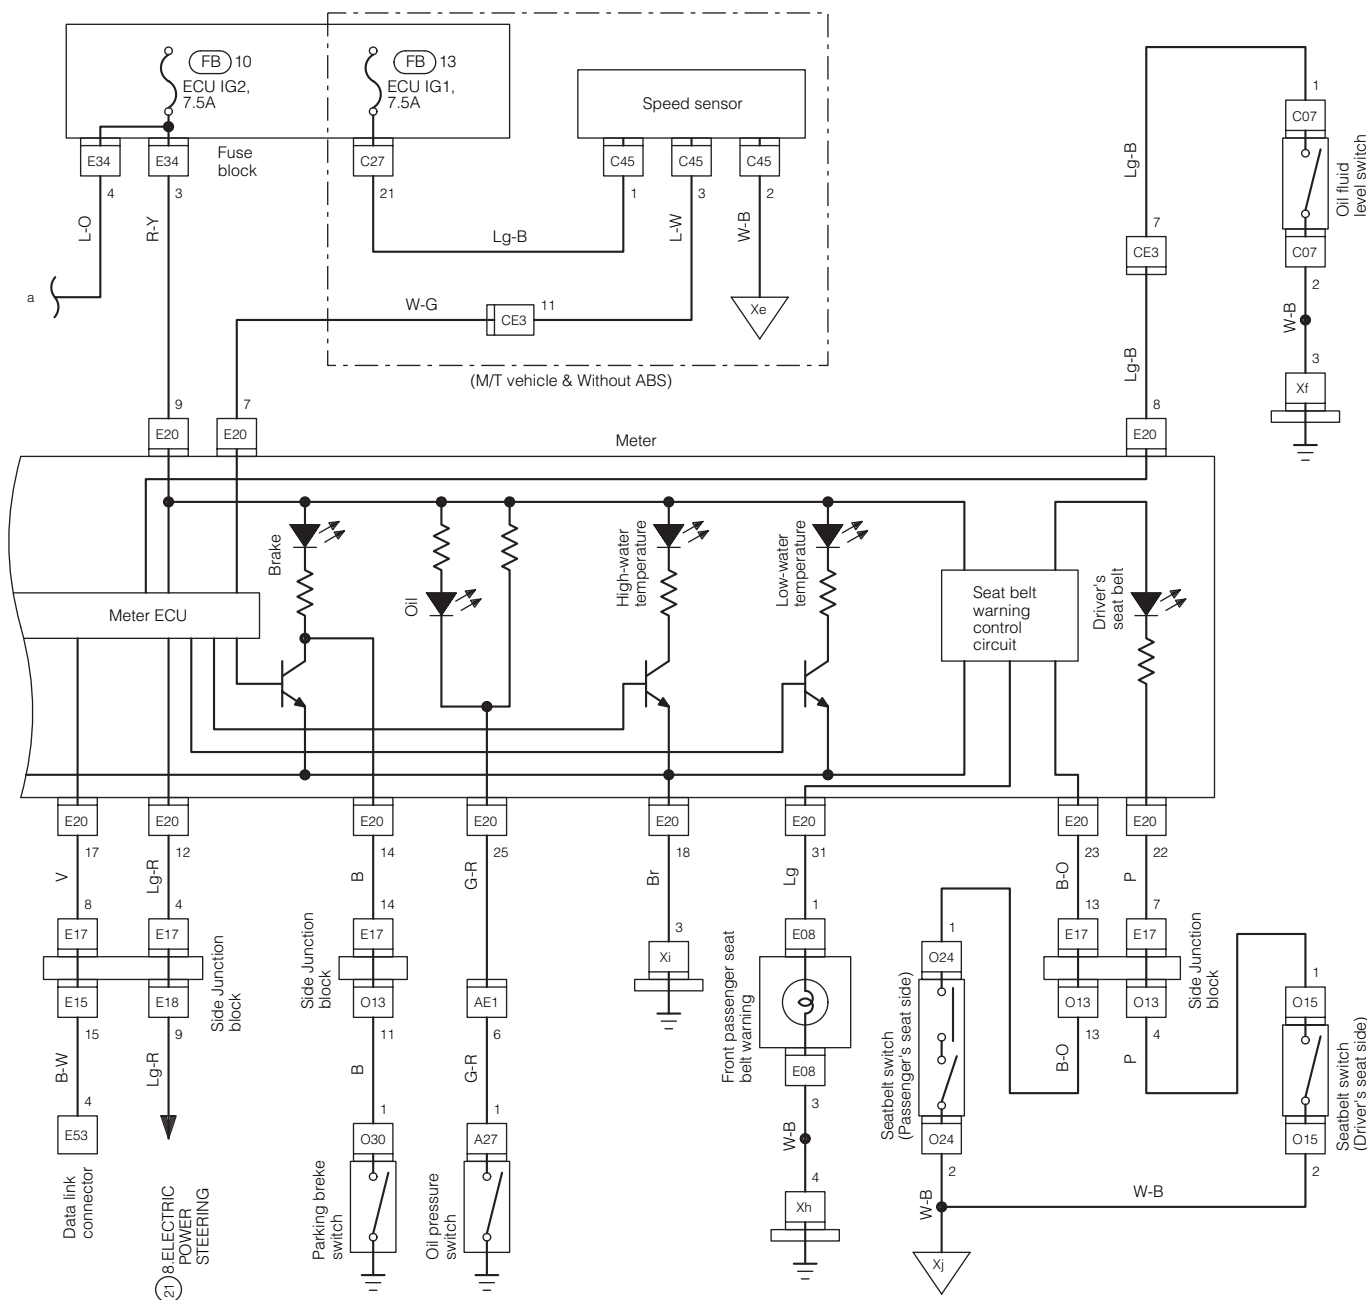 FB 10
ECU IG2,
7.5A
FB 13
ECU IG1,
7.5A
Speed sensor
Fuse
block
E34
E34
C27
C45
C45
C45
4
3
21
1
3
2
L-O
R-Y
Lg-B
L-W
W-B
a
W-G
CE3
11
Xe
(M/T vehicle & Without ABS)
Lg-B
7
CE3
Lg-B
8
1
C07
Oil fluid
level switch
C07
2
W-B
3
Xf
9
7
E20
E20
Meter
E20
Brake
Oil
High-water
temperature
Low-water
temperature
Seat belt
warning
control
circuit
Driver's
seat belt
Meter ECU
E20
E20
E20
E20
E20
E20
E20
E20
17
12
14
25
18
31
23
22
V
Lg-R
B
G-R
Br
Lg
B-O
P
8
4
14
3
1
1
13
7
E17
E17
E17
Xi
E08
O24
E17
E17
Side Junction
block
Side Junction
block
Side Junction
block
E15
E18
O13
AE1
O13
O13
15
9
11
6
13
4
B-W
Lg-R
B
G-R
B-O
P
Front passenger seat
belt warning
E08
3
W-B
4
Xh
Seatbelt switch
(Passenger's seat side)
O24
2
W-B
1
O15
Seatbelt switch
(Driver's seat side)
O15
2
W-B
Xj
4
E53
Data link
connector
21 8.ELECTRIC
POWER
STEERING
1
O30
Parking breke
switch
1
A27
Oil pressure
switch